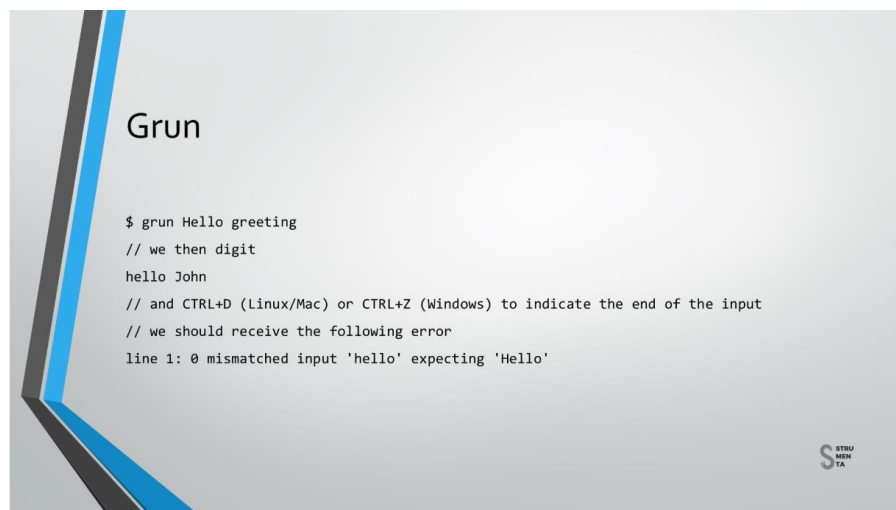 Grun
$ grun Hello greeting
// we then digit
hello John
// and CTRL+D (Linux/Mac) or CTRL+Z (Windows) to indicate the end of the input
// we should receive the following error
line 1: 0 mismatched input 'hello' expecting 'Hello'
STRU
MEN
TA